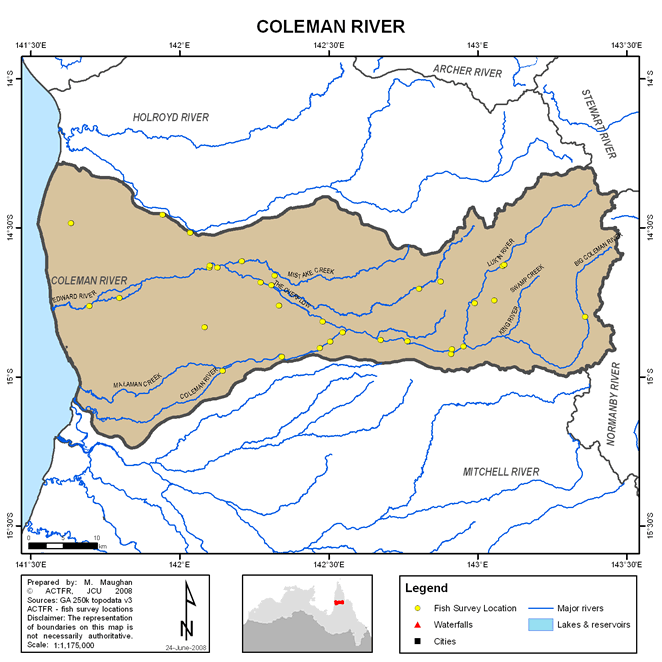 COLEMAN RIVER
141°30'E
142°E
142°30'E
143°E
143°30'E
14°S
14°30'S
15°S
15°30'S
14°S
14°30'S
15°S
15°30'S
ARCHER RIVER
HOLROYD RIVER
STEWART RIVER
LUKIN RIVER
BIG COLEMAN RIVER
MISTAKE CREEK
SWAMP CREEK
COLEMAN RIVER
EDWARD RIVER
KING RIVER
MALAMAN CREEK
COLEMAN RIVER
NORMANBY RIVER
MITCHELL RIVER
0
10
km
141°30'E
142°E
142°30'E
143°E
143°30'E
Prepared by: M. Maughan
© ACTFR, JCU 2008
Sources: GA 250k topodata v3
ACTFR - fish survey locations
Disclaimer: The representation
of boundaries on this map is
not necessarily authoritative.
Scale: 1:1,175,000
N
24-June-2008
Legend
Fish Survey Location
Major rivers
Waterfalls
Lakes & reservoirs
Cities